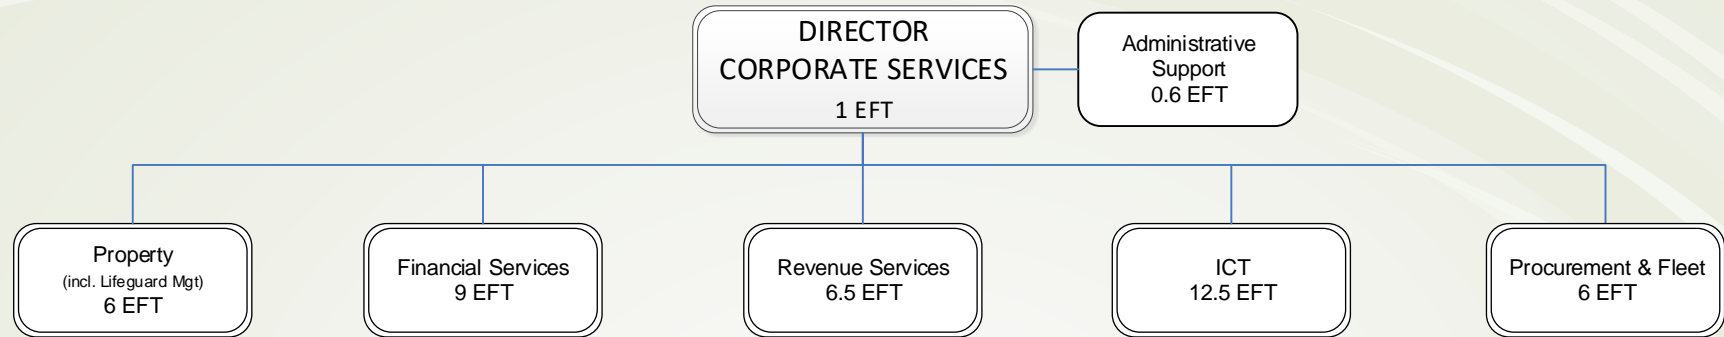 DIRECTOR
CORPORATE SERVICES
1 EFT
Administrative
Support
0.6 EFT
Property
(incl. Lifeguard Mgt)
6 EFT
Financial Services
9 EFT
Revenue Services
6.5 EFT
ICT
12.5 EFT
Procurement & Fleet
6 EFT